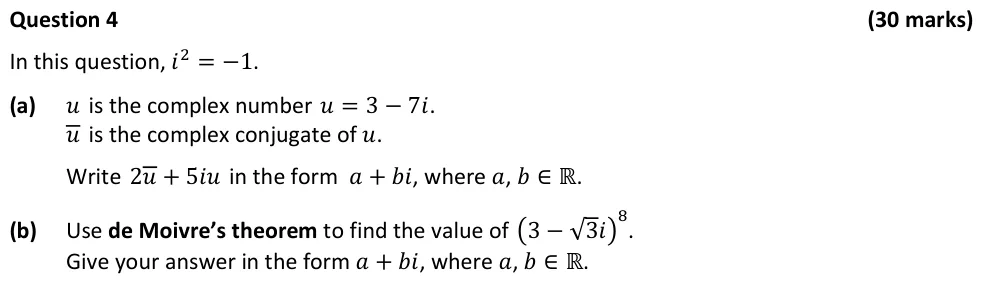 Question 4 (30 marks)
In this question, i² = −1.
(a) u is the complex number u = 3 − 7i.
u̅ is the complex conjugate of u.
Write 2u̅ + 5iu in the form a + bi, where a, b ∈ ℝ.
(b) Use de Moivre’s theorem to find the value of (3 − √3i)⁸.
Give your answer in the form a + bi, where a, b ∈ ℝ.